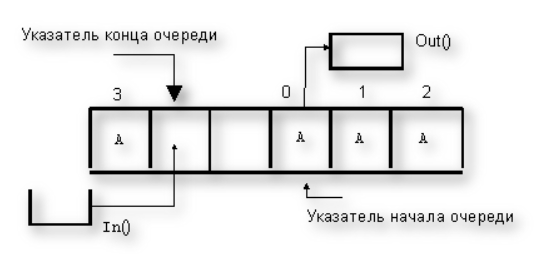 Указатель конца очереди
Out()
3 0 1 2
A A A A
In()
Указатель начала очереди